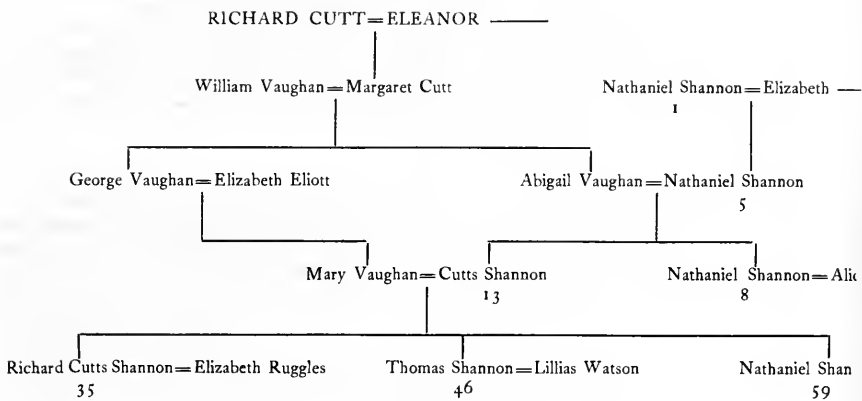 RICHARD CUTT=ELEANOR
William Vaughan=Margaret Cutt Nathaniel Shannon=Elizabeth
1
George Vaughan=Elizabeth Eliott Abigail Vaughan=Nathaniel Shannon
5
Mary Vaughan=Cutts Shannon Nathaniel Shannon=
13 8
Richard Cutts Shannon=Elizabeth Ruggles Thomas Shannon=Lillias Watson Nathaniel Shan
35 46 59